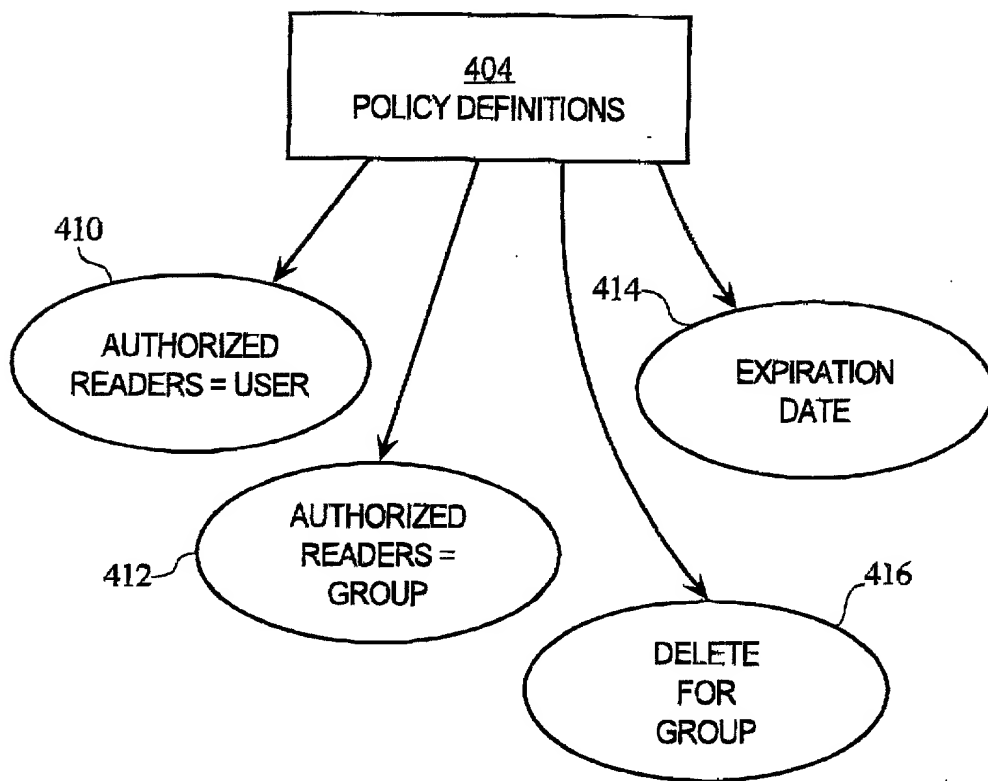 404
POLICY DEFINITIONS
410
AUTHORIZED
READERS = USER
414
EXPIRATION
DATE
412
AUTHORIZED
READERS =
GROUP
416
DELETE
FOR
GROUP